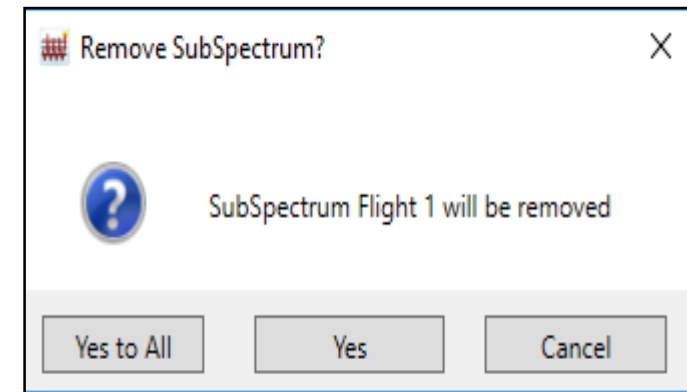 Remove SubSpectrum?
SubSpectrum Flight 1 will be removed
Yes to All
Yes
Cancel